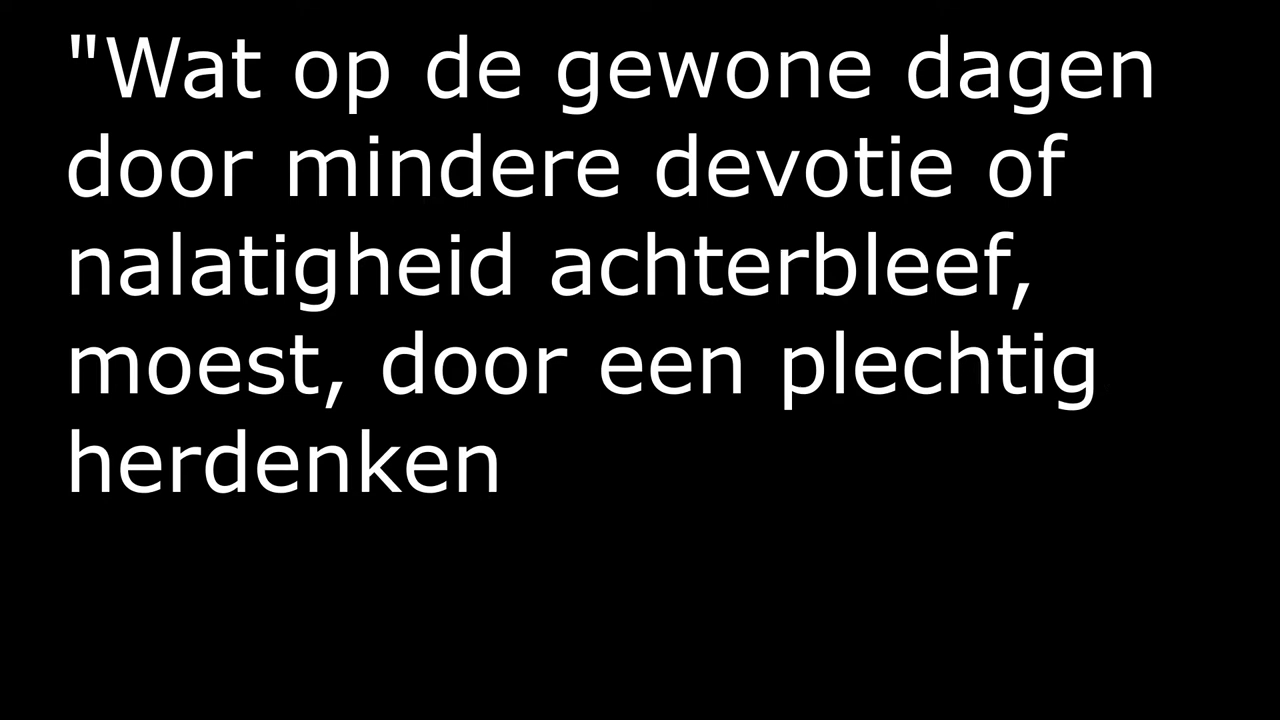 "Wat op de gewone dagen
door mindere devotie of
nalatigheid achterbleef,
moest, door een plechtig
herdenken